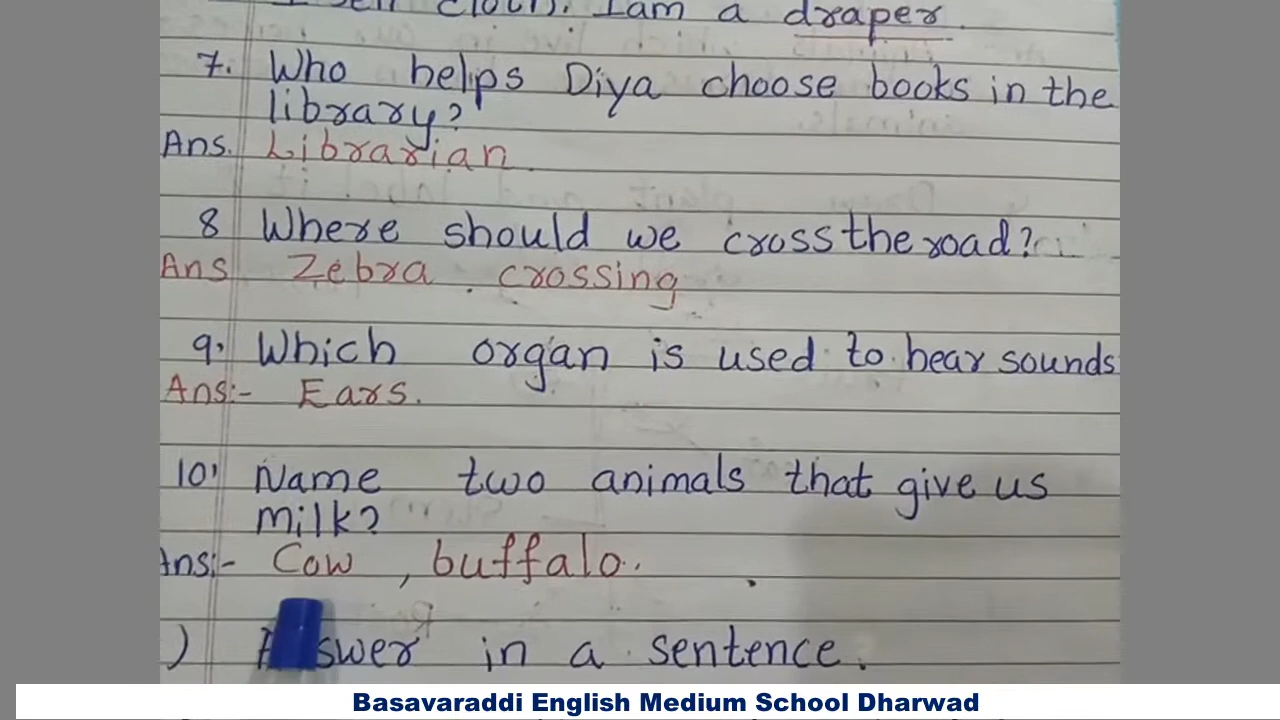 cloth. I am a draper
7. Who helps Diya choose books in the
library?
Ans. Librarian.
8 Where should we cross the road?
Ans Zebra crossing
9. Which organ is used to hear sounds
Ans:- Ears.
10. Name two animals that give us
milk?
Ans:- Cow, buffalo.
) Answer in a sentence.
Basavaraddi English Medium School Dharwad